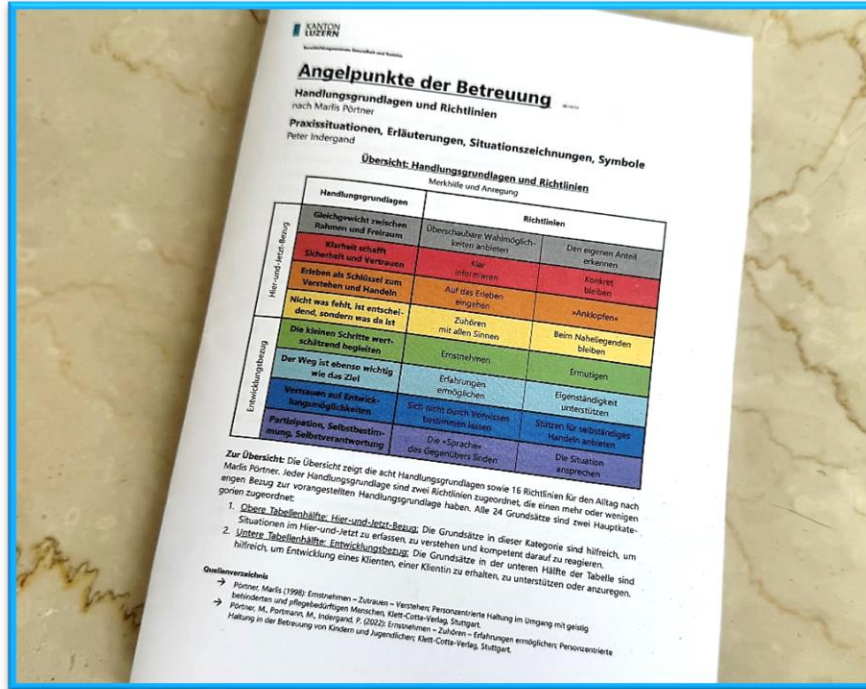 KANTON
LUZERN
Angelpunkte der Betreuung
Handlungsgrundlagen und Richtlinien
nach Marlis Pörtner
Praxissituationen, Erläuterungen, Situationszeichnungen, Symbole
Peter Indergand
Übersicht: Handlungsgrundlagen und Richtlinien
Merkhilfe und Anregung
Handlungsgrundlagen
Richtlinien
Hier-und-Jetzt-Bezug
Gleichgewicht zwischen
Rahmen und Freiraum
Überschaubare Wahlmöglich-
keiten anbieten
Den eigenen Anteil
erkennen
Klarheit schafft
Sicherheit und Vertrauen
Klar
informieren
Konkret
bleiben
Erleben als Schlüssel zum
Verstehen und Handeln
Auf das Erleben
eingehen
»Anklopfen«
Nicht was fehlt, ist entschei-
dend, sondern was da ist
Zuhören
mit allen Sinnen
Beim Naheliegenden
bleiben
Entwicklungsbezug
Die kleinen Schritte wert-
schätzend begleiten
Ernstnehmen
Ermutigen
Der Weg ist ebenso wichtig
wie das Ziel
Erfahrungen
ermöglichen
Eigenständigkeit
unterstützen
Vertrauen auf Entwick-
lungsmöglichkeiten
Sich nicht durch Vorwissen
bestimmen lassen
Stützen für selbständiges
Handeln anbieten
Partizipation, Selbstbestim-
mung, Selbstverantwortung
Die »Sprache«
des Gegenübers finden
Die Situation
ansprechen
Zur Übersicht: Die Übersicht zeigt die acht Handlungsgrundlagen sowie 16 Richtlinien für den Alltag nach
Marlis Pörtner. Jeder Handlungsgrundlage sind zwei Richtlinien zugeordnet, die einen mehr oder wenigen
engen Bezug zur vorangestellten Handlungsgrundlage haben. Alle 24 Grundsätze sind zwei Hauptkate-
gorien zugeordnet:
1. Obere Tabellenhälfte: Hier-und-Jetzt-Bezug: Die Grundsätze in dieser Kategorie sind hilfreich, um
Situationen im Hier-und-Jetzt zu erfassen, zu verstehen und kompetent darauf zu reagieren.
2. Untere Tabellenhälfte: Entwicklungsbezug: Die Grundsätze in der unteren Hälfte der Tabelle sind
hilfreich, um Entwicklung eines Klienten, einer Klientin zu erhalten, zu unterstützen oder anzuregen.
Quellenverzeichnis
→ Pörtner, Marlis (1998): Ernstnehmen – Zutrauen – Verstehen; Personzentrierte Haltung im Umgang mit geistig
behinderten und pflegebedürftigen Menschen, Klett-Cotta-Verlag, Stuttgart.
→ Pörtner, M., Portmann, M., Indergand, P. (2022): Ernstnehmen – Zuhören – Erfahrungen ermöglichen; Personzentrierte
Haltung in der Betreuung von Kindern und Jugendlichen; Klett-Cotta-Verlag, Stuttgart.